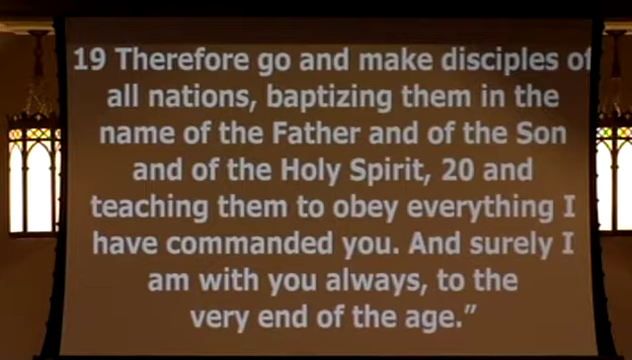 19 Therefore go and make disciples of
all nations, baptizing them in the
name of the Father and of the Son
and of the Holy Spirit, 20 and
teaching them to obey everything I
have commanded you. And surely I
am with you always, to the
very end of the age.”